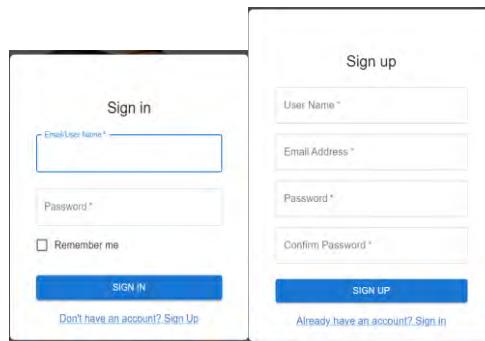 Sign in
Email/User Name *
Password *
Remember me
SIGN IN
Don't have an account? Sign Up
Sign up
User Name *
Email Address *
Password *
Confirm Password *
SIGN UP
Already have an account? Sign in